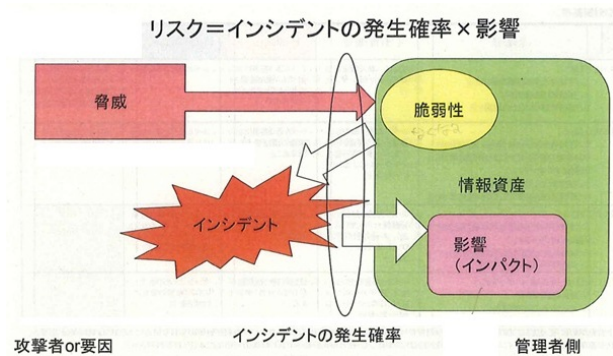 リスク＝インシデントの発生確率×影響
脅威
脆弱性
情報資産
インシデント
影響
（インパクト）
インシデントの発生確率
攻撃者or要因
管理者側